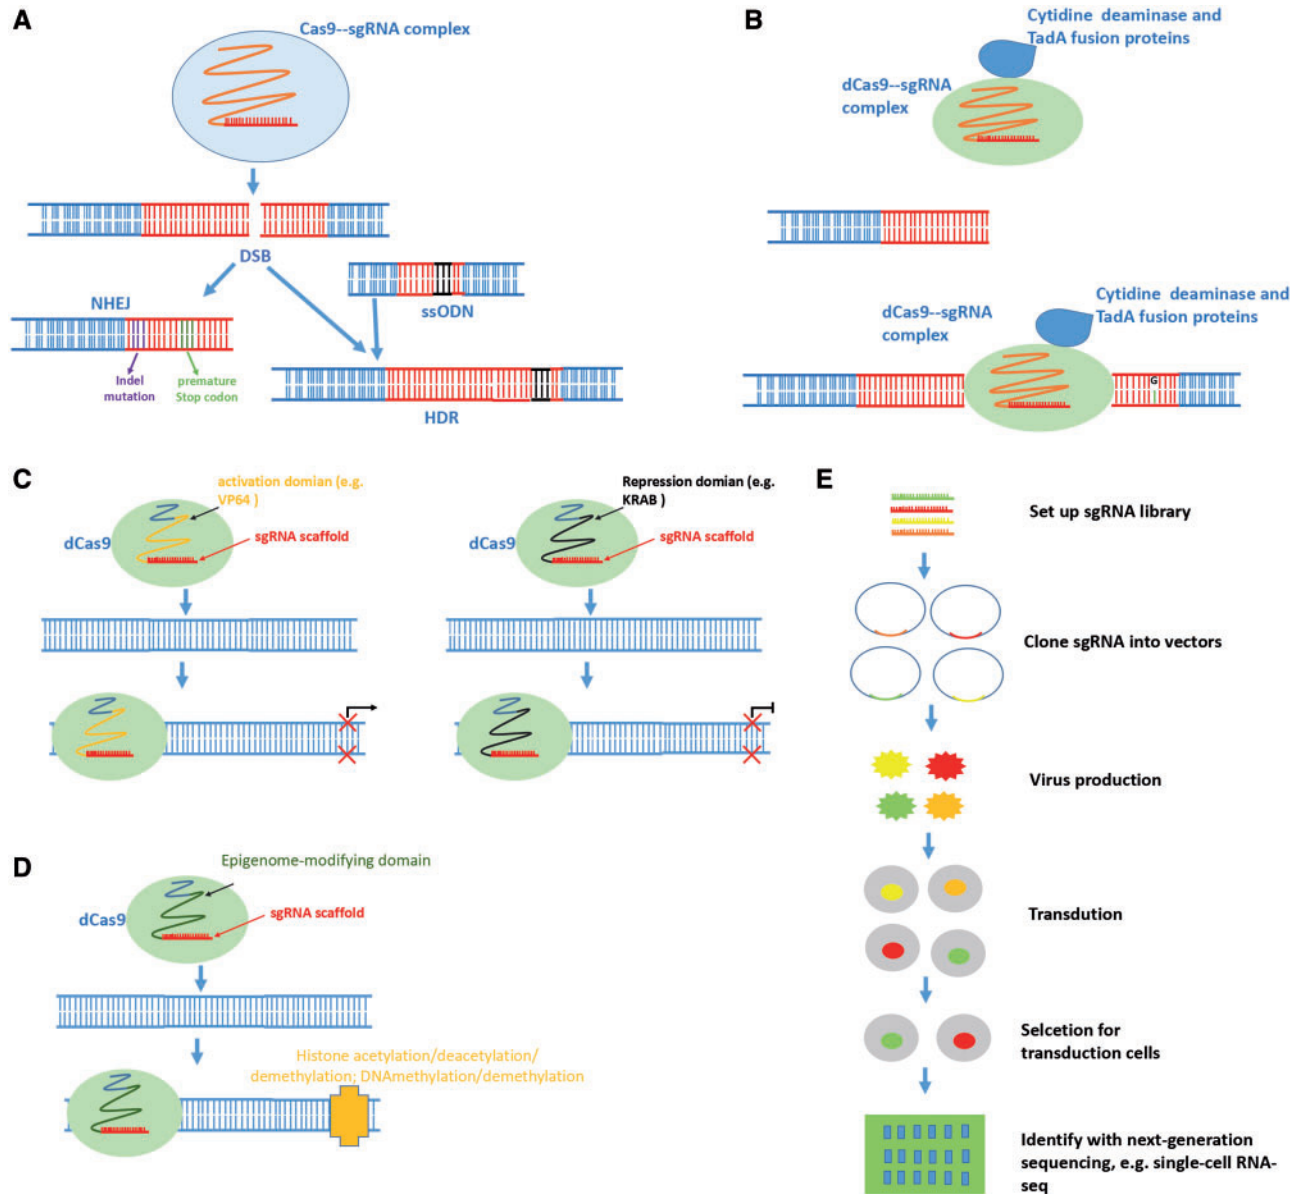 A
Cas9--sgRNA complex
DSB
NHEJ
ssODN
Indel
mutation
premature
Stop codon
HDR
B
Cytidine deaminase and
TadA fusion proteins
dCas9--sgRNA
complex
dCas9--sgRNA
complex
Cytidine deaminase and
TadA fusion proteins
G
C
activation domian (e.g.
VP64 )
dCas9
sgRNA scaffold
Repression domian (e.g.
KRAB )
dCas9
sgRNA scaffold
D
Epigenome-modifying domain
dCas9
sgRNA scaffold
Histone acetylation/deacetylation/
demethylation; DNAmethylation/demethylation
E
Set up sgRNA library
Clone sgRNA into vectors
Virus production
Transdution
Selcetion for
transduction cells
Identify with next-generation
sequencing, e.g. single-cell RNA-
seq